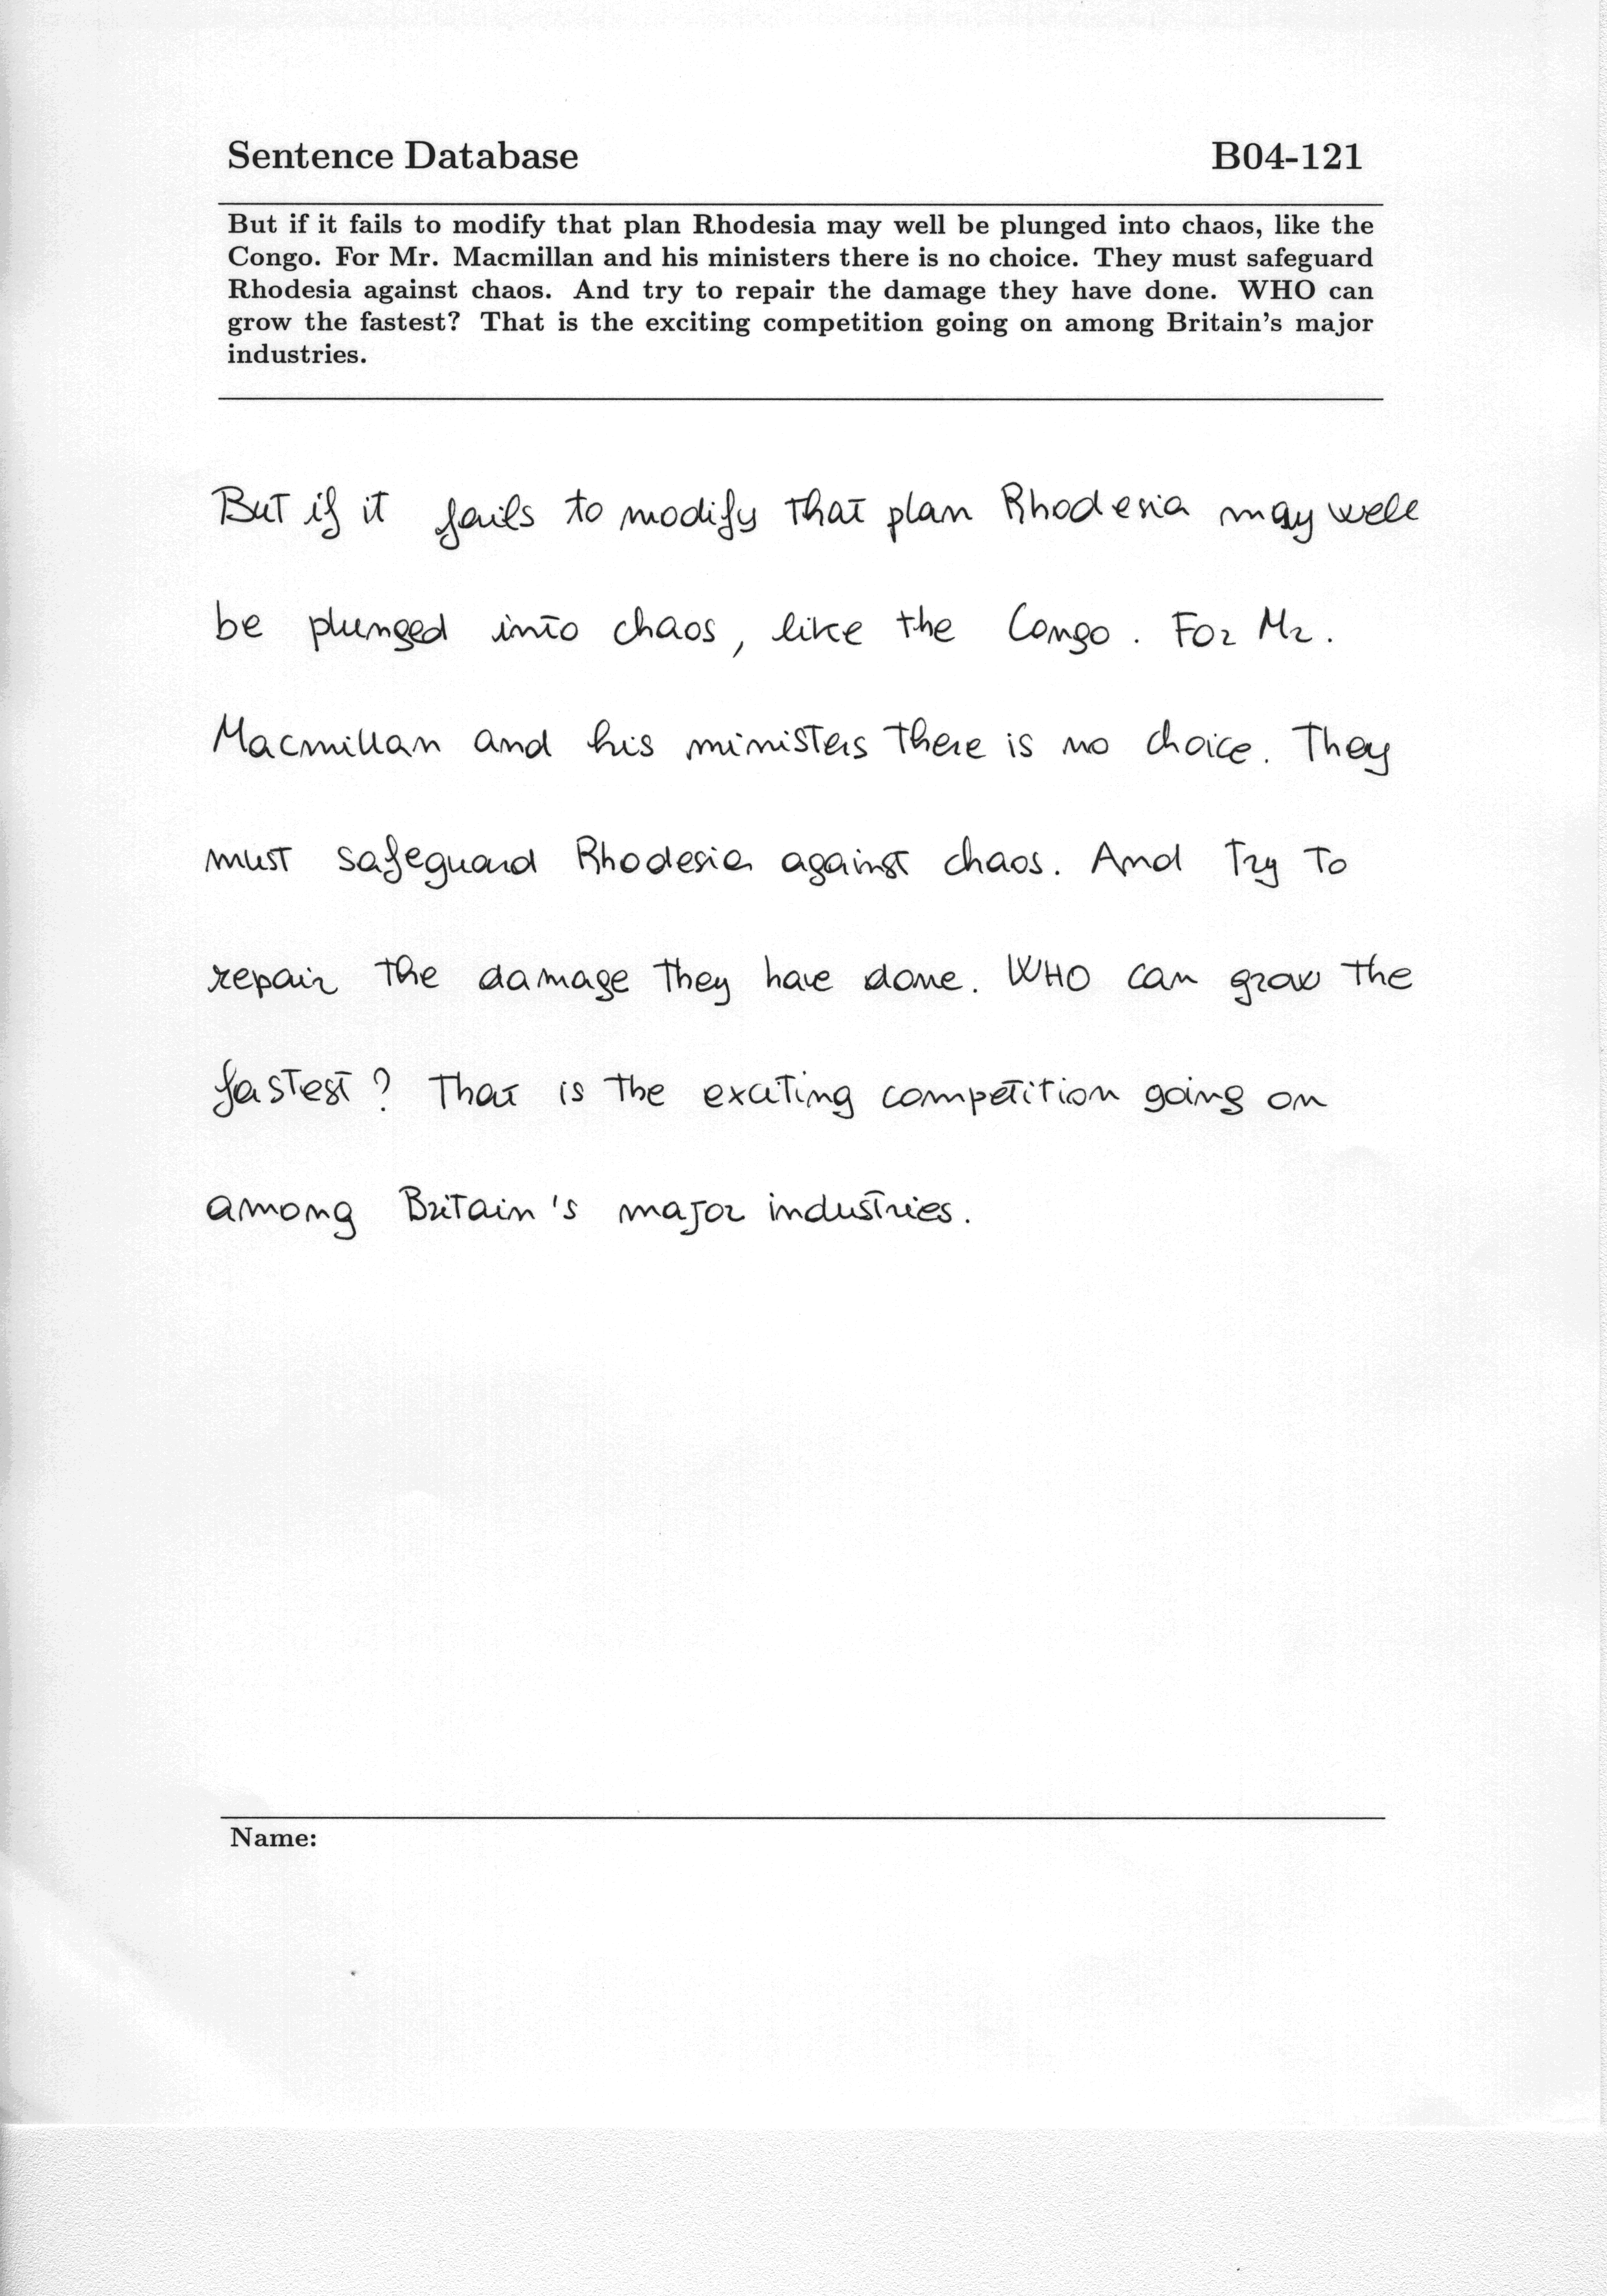 Sentence Database B04-121
But if it fails to modify that plan Rhodesia may well be plunged into chaos, like the
Congo. For Mr. Macmillan and his ministers there is no choice. They must safeguard
Rhodesia against chaos. And try to repair the damage they have done. WHO can
grow the fastest? That is the exciting competition going on among Britain's major
industries.
But if it fails to modify that plan Rhodesia may well
be plunged into chaos, like the Congo. For Mr.
Macmillan and his ministers there is no choice. They
must safeguard Rhodesia against chaos. And try to
repair the damage they have done. WHO can grow the
fastest? That is the exciting competition going on
among Britain's major industries.
Name: